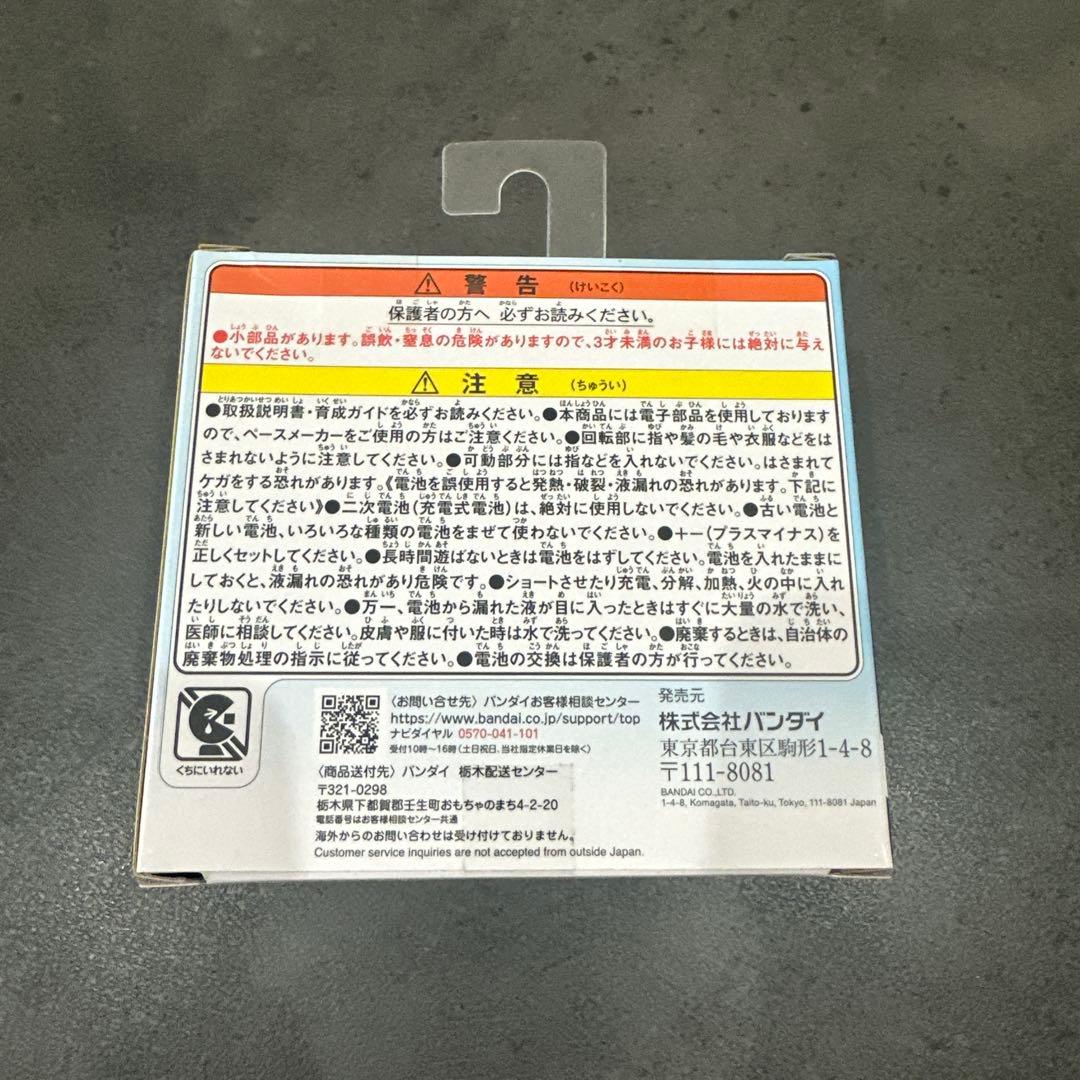 ⚠ 警告 (けいこく)
保護者の方へ 必ずお読みください。
●小部品があります。誤飲・窒息の危険がありますので、3才未満のお子様には絶対に与え
ないでください。
⚠ 注意 (ちゅうい)
●取扱説明書・育成ガイドを必ずお読みください。●本商品には電子部品を使用しております
ので、ペースメーカーをご使用の方はご注意ください。●回転部に指や髪の毛や衣服などをは
さまれないように注意してください。●可動部分には指などを入れないでください。はさまれて
ケガをする恐れがあります。《電池を誤使用すると発熱・破裂・液漏れの恐れがあります。下記に
注意してください》●二次電池(充電式電池)は、絶対に使用しないでください。●古い電池と
新しい電池、いろいろな種類の電池をまぜて使わないでください。●+−(プラスマイナス)を
正しくセットしてください。●長時間遊ばないときは電池をはずしてください。電池を入れたままに
しておくと、液漏れの恐れがあり危険です。●ショートさせたり充電、分解、加熱、火の中に入れ
たりしないでください。●万一、電池から漏れた液が目に入ったときはすぐに大量の水で洗い、
医師に相談してください。皮膚や服に付いた時は水で洗ってください。●廃棄するときは、自治体の
廃棄物処理の指示に従ってください。●電池の交換は保護者の方が行ってください。
くちにいれない
〈お問い合せ先〉バンダイお客様相談センター
https://www.bandai.co.jp/support/top
ナビダイヤル 0570-041-101
受付10時〜16時(土日祝日、当社指定休業日を除く)
〈商品送付先〉バンダイ 栃木配送センター
〒321-0298
栃木県下都賀郡壬生町おもちゃのまち4-2-20
電話番号はお客様相談センター共通
海外からのお問い合わせは受け付けておりません。
Customer service inquiries are not accepted from outside Japan.
発売元
株式会社バンダイ
東京都台東区駒形1-4-8
〒111-8081
BANDAI CO.,LTD.
1-4-8, Komagata, Taito-ku, Tokyo, 111-8081 Japan